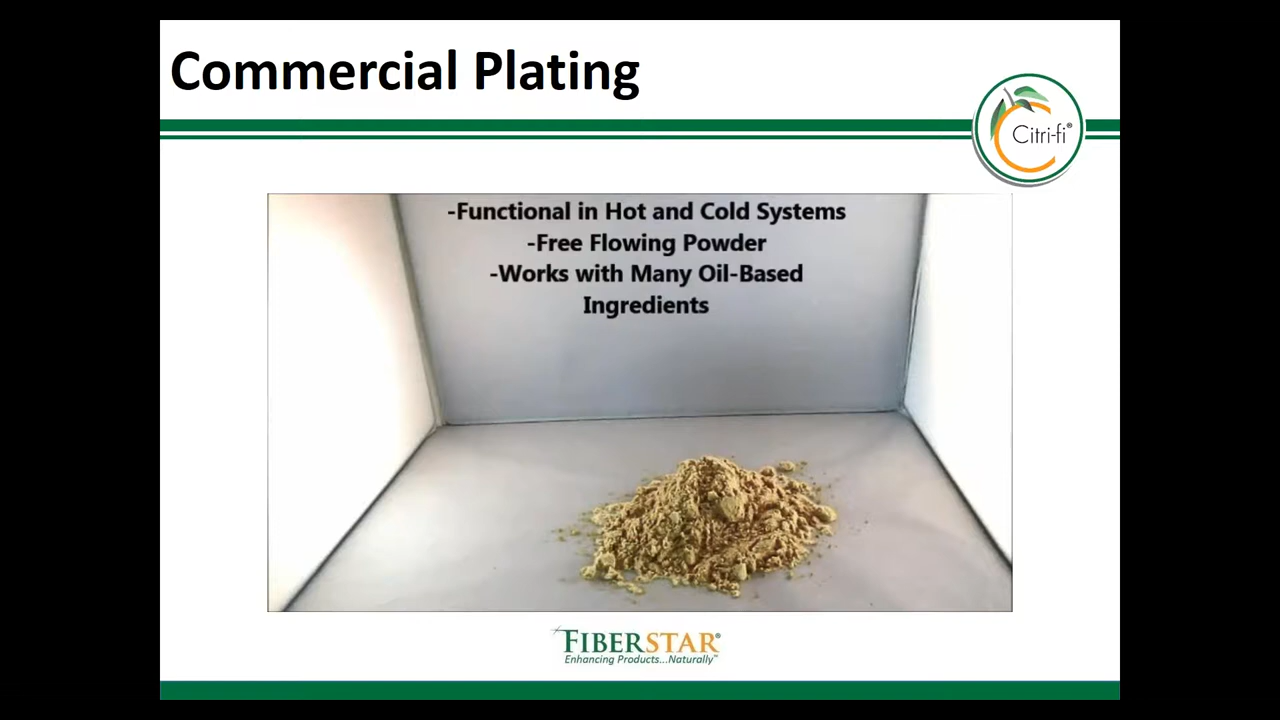 Commercial Plating
Citri-fi®
-Functional in Hot and Cold Systems
-Free Flowing Powder
-Works with Many Oil-Based
Ingredients
FIBERSTAR®
Enhancing Products...Naturally™